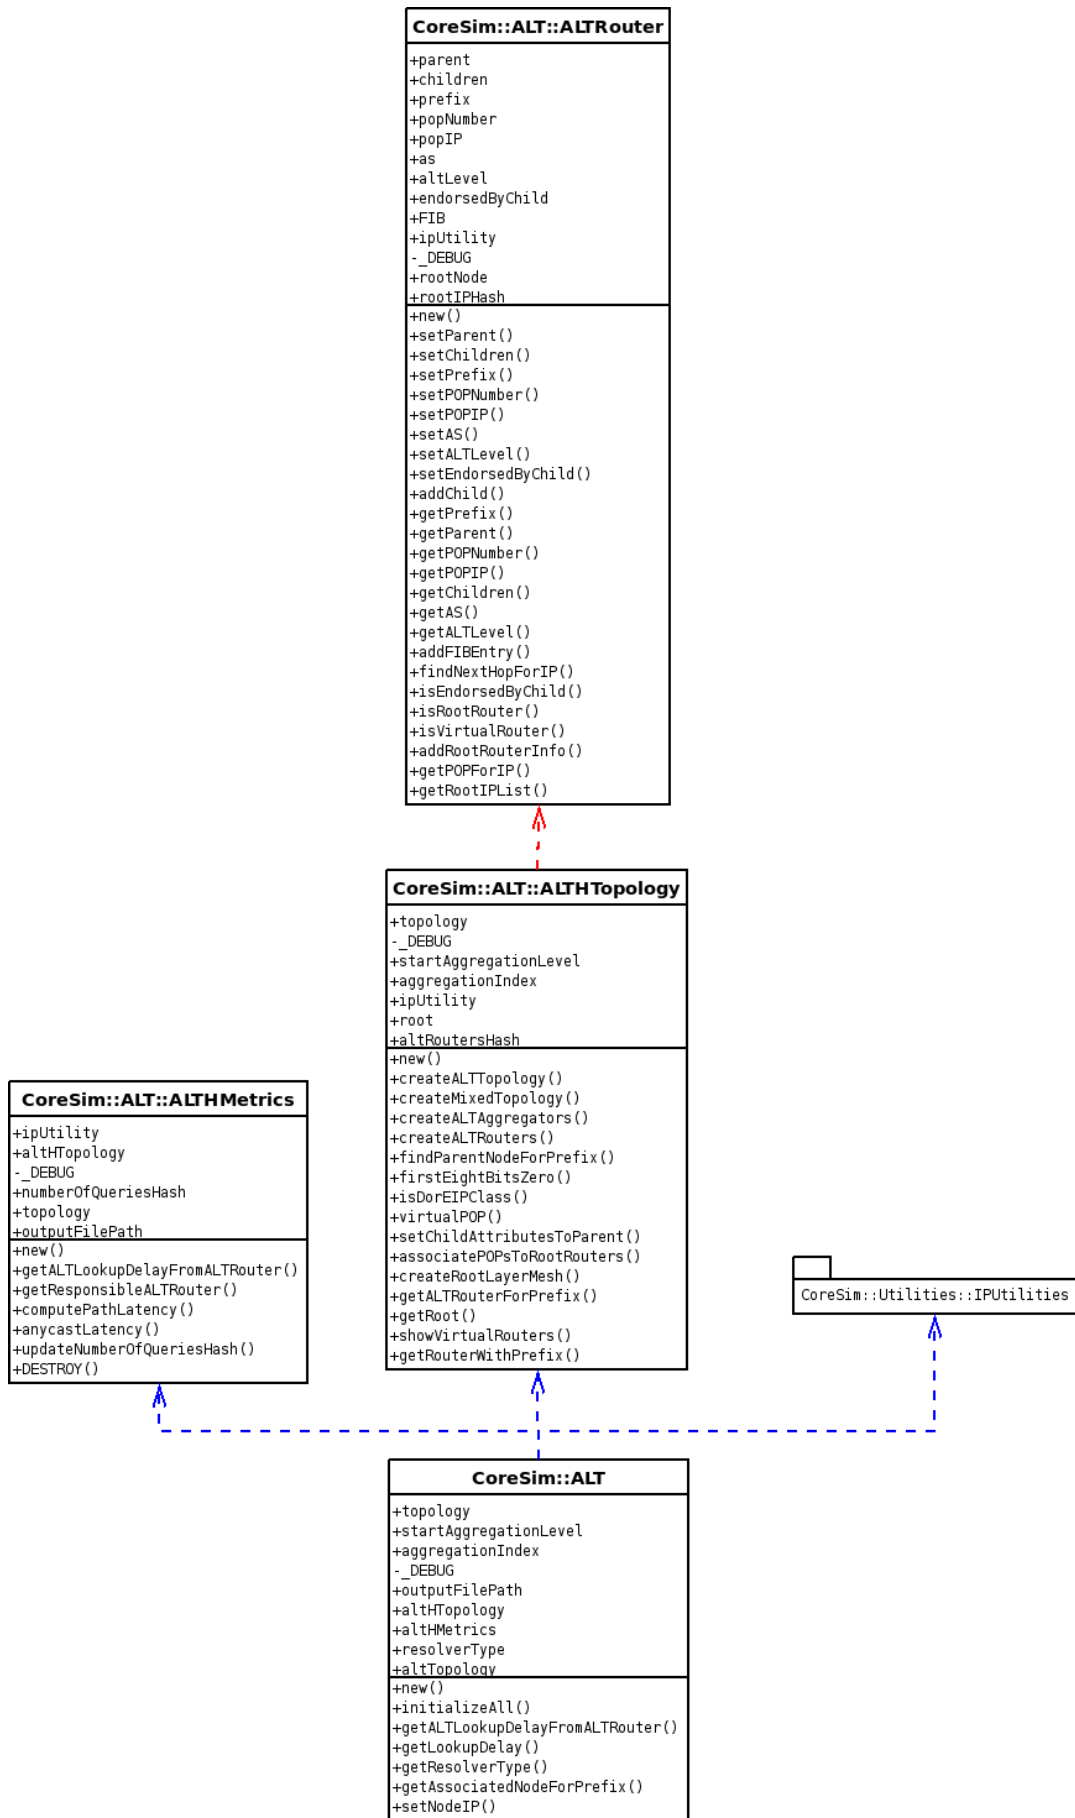 CoreSim::ALT::ALTRouter
+parent
+children
+prefix
+popNumber
+popIP
+as
+altLevel
+endorsedByChild
+FIB
+ipUtility
-_DEBUG
+rootNode
+rootIPHash
+new()
+setParent()
+setChildren()
+setPrefix()
+setPOPNumber()
+setPOPIP()
+setAS()
+setALTLevel()
+setEndorsedByChild()
+addChild()
+getPrefix()
+getParent()
+getPOPNumber()
+getPOPIP()
+getChildren()
+getAS()
+getALTLevel()
+addFIBEntry()
+findNextHopForIP()
+isEndorsedByChild()
+isRootRouter()
+isVirtualRouter()
+addRootRouterInfo()
+getPOPForIP()
+getRootIPList()
CoreSim::ALT::ALTHTopology
+topology
-_DEBUG
+startAggregationLevel
+aggregationIndex
+ipUtility
+root
+altRoutersHash
+new()
+createALTTopology()
+createMixedTopology()
+createALTAggregators()
+createALTRouters()
+findParentNodeForPrefix()
+firstEightBitsZero()
+isDorEIPClass()
+virtualPOP()
+setChildAttributesToParent()
+associatePOPsToRootRouters()
+createRootLayerMesh()
+getALTRouterForPrefix()
+getRoot()
+showVirtualRouters()
+getRouterWithPrefix()
CoreSim::ALT::ALTHMetrics
+ipUtility
+altHTopology
-_DEBUG
+numberOfQueriesHash
+topology
+outputFilePath
+new()
+getALTLookupDelayFromALTRouter()
+getResponsibleALTRouter()
+computePathLatency()
+anycastLatency()
+updateNumberOfQueriesHash()
+DESTROY()
CoreSim::Utilities::IPUtilities
CoreSim::ALT
+topology
+startAggregationLevel
+aggregationIndex
-_DEBUG
+outputFilePath
+altHTopology
+altHMetrics
+resolverType
+altTopology
+new()
+initializeAll()
+getALTLookupDelayFromALTRouter()
+getLookupDelay()
+getResolverType()
+getAssociatedNodeForPrefix()
+setNodeIP()